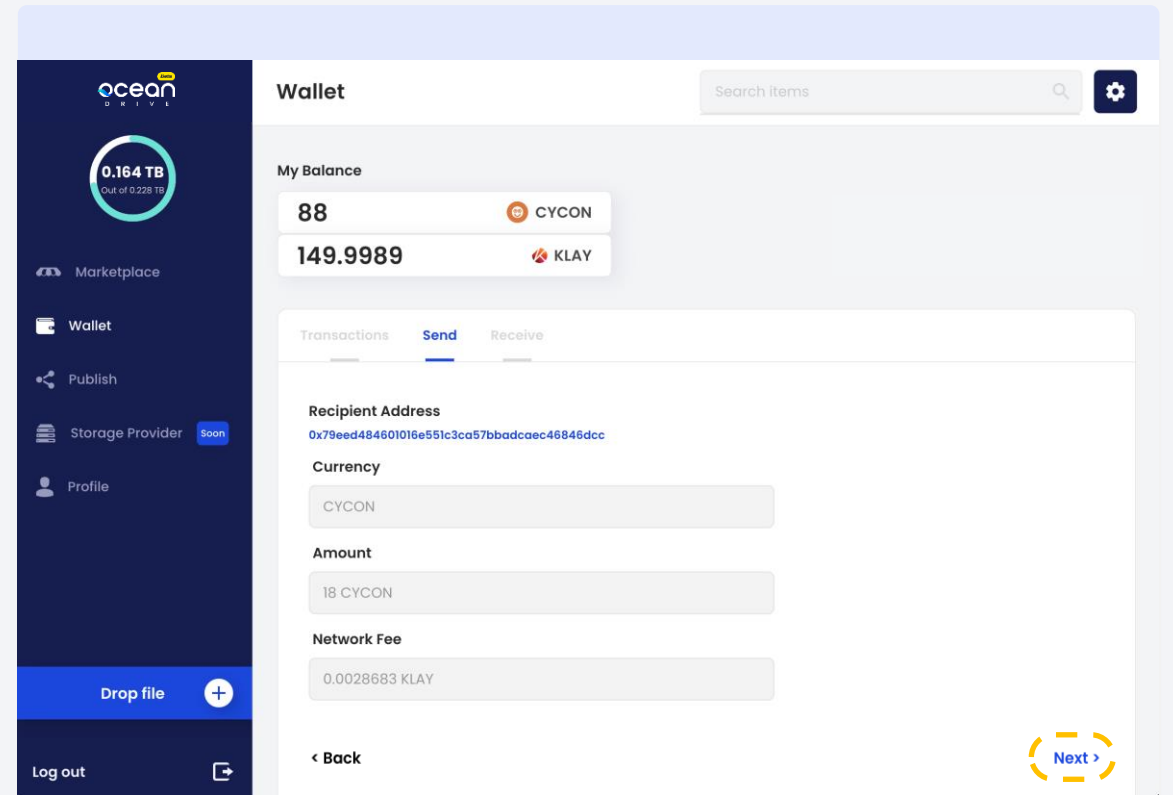 Beta
ocean
DRIVE
0.164 TB
Out of 0.228 TB
Marketplace
Wallet
Publish
Storage Provider Soon
Profile
Drop file +
Log out
Wallet
Search items
My Balance
88 CYCON
149.9989 KLAY
Transactions Send Receive
Recipient Address
0x79eed484601016e551c3ca57bbadcaec46846dcc
Currency
CYCON
Amount
18 CYCON
Network Fee
0.0028683 KLAY
< Back
Next >